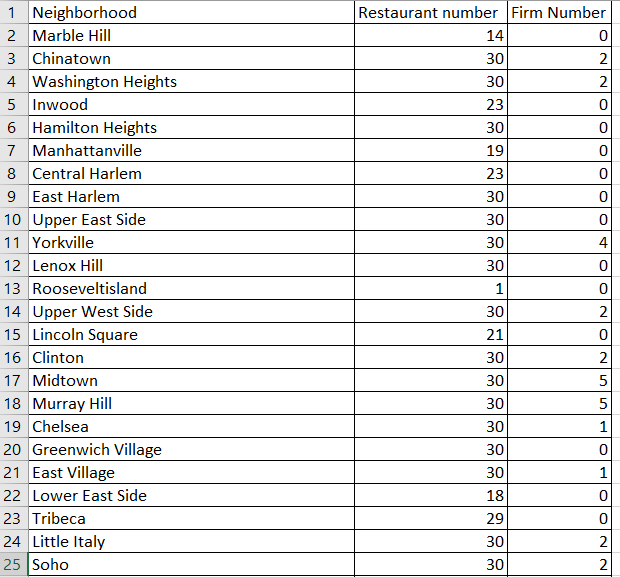 1 Neighborhood Restaurant number Firm Number
2 Marble Hill 14 0
3 Chinatown 30 2
4 Washington Heights 30 2
5 Inwood 23 0
6 Hamilton Heights 30 0
7 Manhattanville 19 0
8 Central Harlem 23 0
9 East Harlem 30 0
10 Upper East Side 30 0
11 Yorkville 30 4
12 Lenox Hill 30 0
13 Rooseveltisland 1 0
14 Upper West Side 30 2
15 Lincoln Square 21 0
16 Clinton 30 2
17 Midtown 30 5
18 Murray Hill 30 5
19 Chelsea 30 1
20 Greenwich Village 30 0
21 East Village 30 1
22 Lower East Side 18 0
23 Tribeca 29 0
24 Little Italy 30 2
25 Soho 30 2